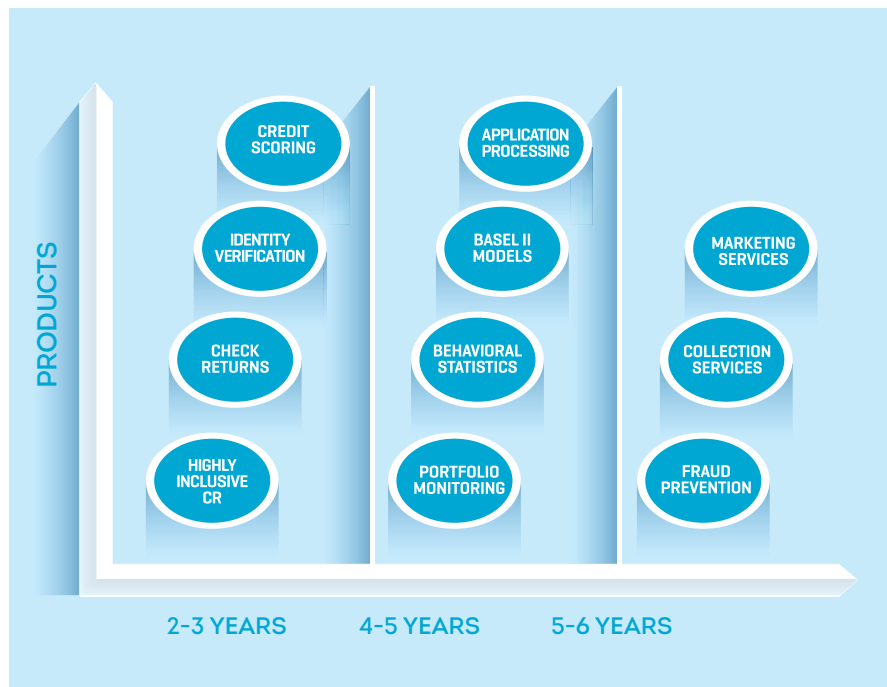 PRODUCTS
CREDIT
SCORING
IDENTITY
VERIFICATION
CHECK
RETURNS
HIGHLY
INCLUSIVE
CR
APPLICATION
PROCESSING
BASEL II
MODELS
BEHAVIORAL
STATISTICS
PORTFOLIO
MONITORING
MARKETING
SERVICES
COLLECTION
SERVICES
FRAUD
PREVENTION
2-3 YEARS
4-5 YEARS
5-6 YEARS